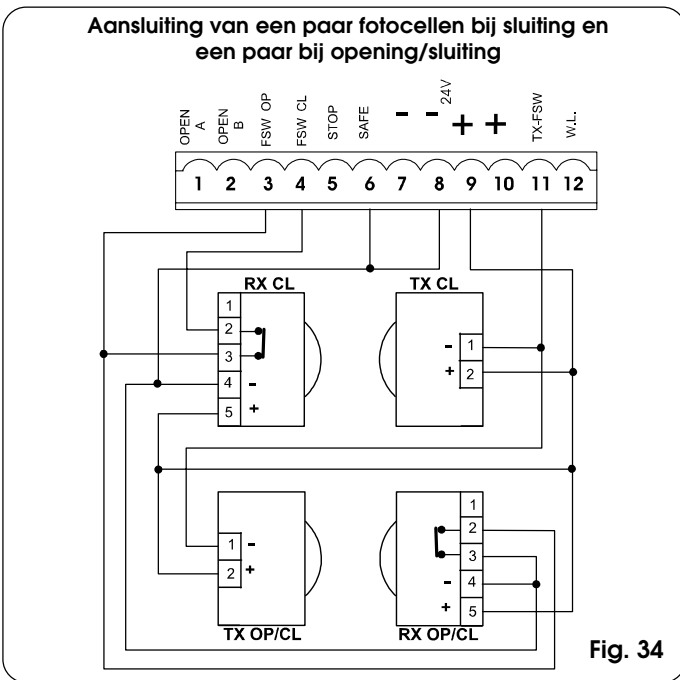 Aansluiting van een paar fotocellen bij sluiting en
een paar bij opening/sluiting
OPEN A
OPEN B
FSW OP
FSW CL
STOP
SAFE
-
-
24V
+
+
TX-FSW
W.L.
1 2 3 4 5 6 7 8 9 10 11 12
RX CL
1
2
3
4 -
5 +
TX CL
- 1
+ 2
1 -
2 +
TX OP/CL
1
2
3
- 4
+ 5
RX OP/CL
Fig. 34